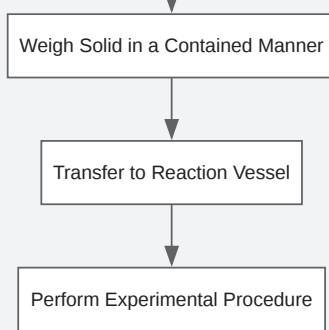 Weigh Solid in a Contained Manner
Transfer to Reaction Vessel
Perform Experimental Procedure